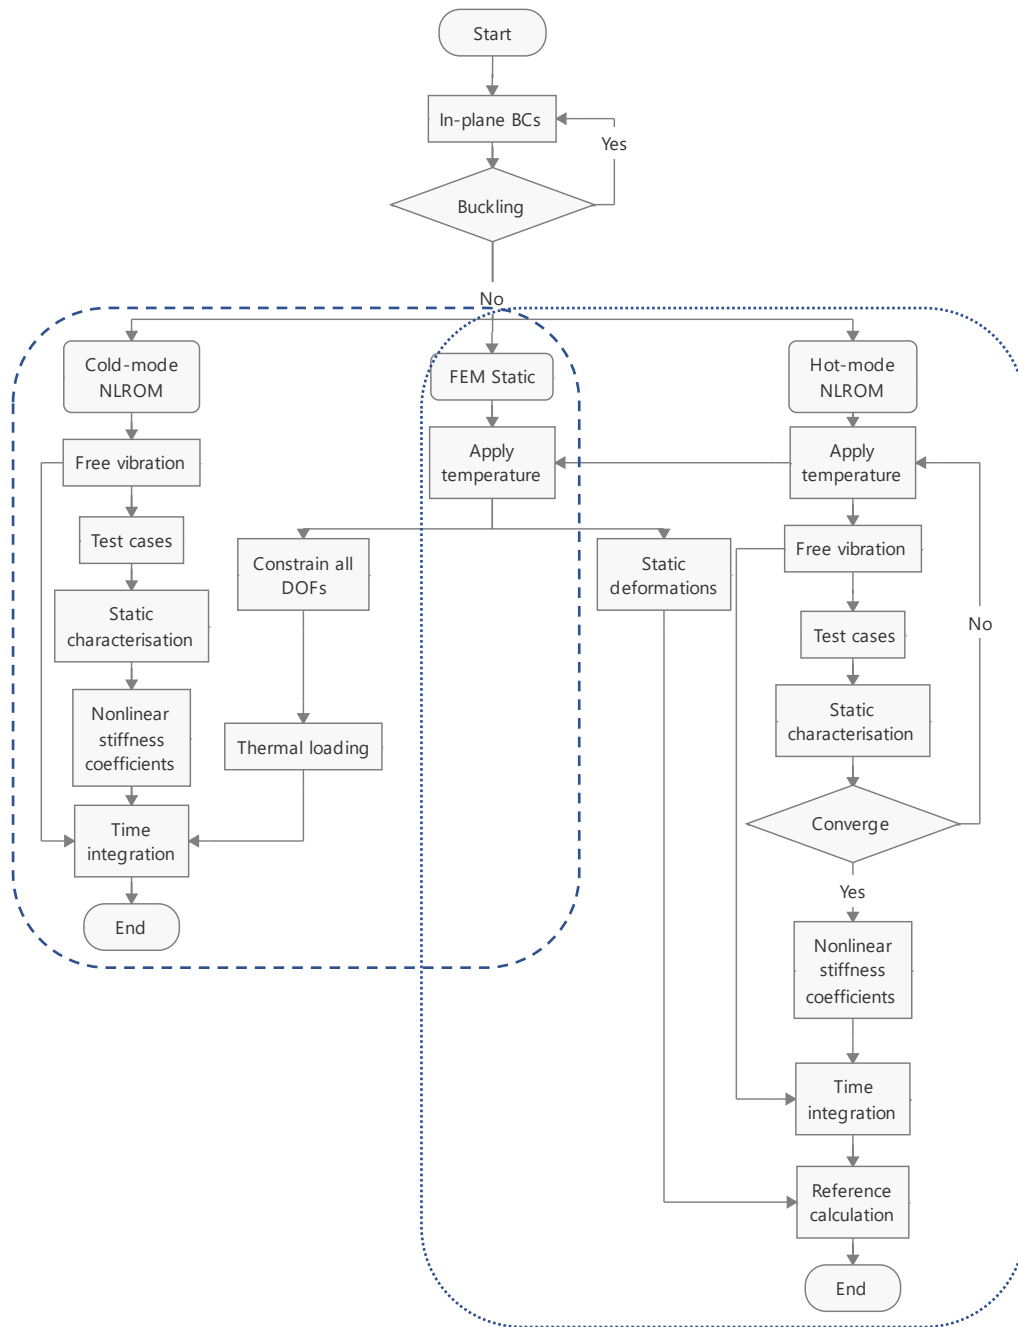 Start
In-plane BCs
Yes
Buckling
No
Cold-mode
NLROM
Free vibration
Test cases
Static
characterisation
Nonlinear
stiffness
coefficients
Time
integration
End
FEM Static
Apply
temperature
Constrain all
DOFs
Thermal loading
Static
deformations
Hot-mode
NLROM
Apply
temperature
Free vibration
No
Test cases
Static
characterisation
Converge
Yes
Nonlinear
stiffness
coefficients
Time
integration
Reference
calculation
End